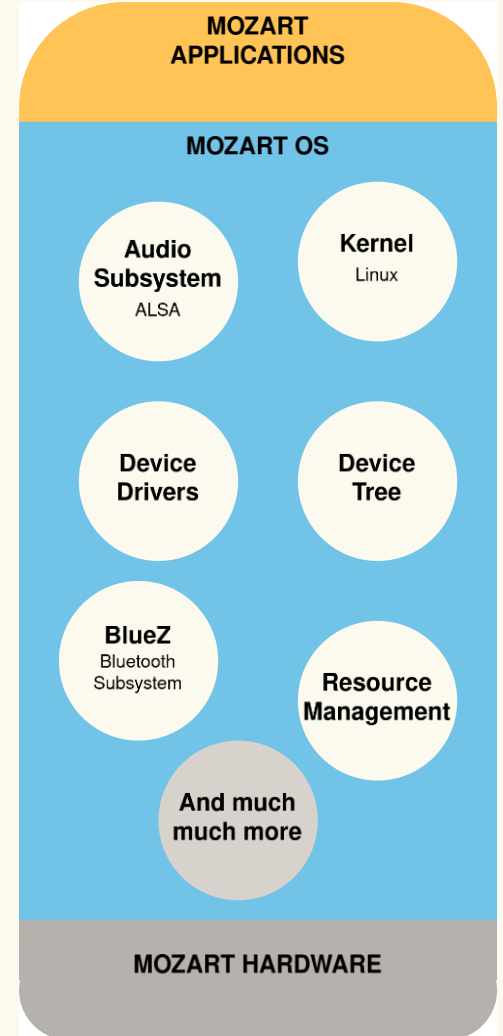 MOZART
APPLICATIONS
MOZART OS
Audio
Subsystem
ALSA
Kernel
Linux
Device
Drivers
Device
Tree
BlueZ
Bluetooth
Subsystem
Resource
Management
And much
much more
MOZART HARDWARE